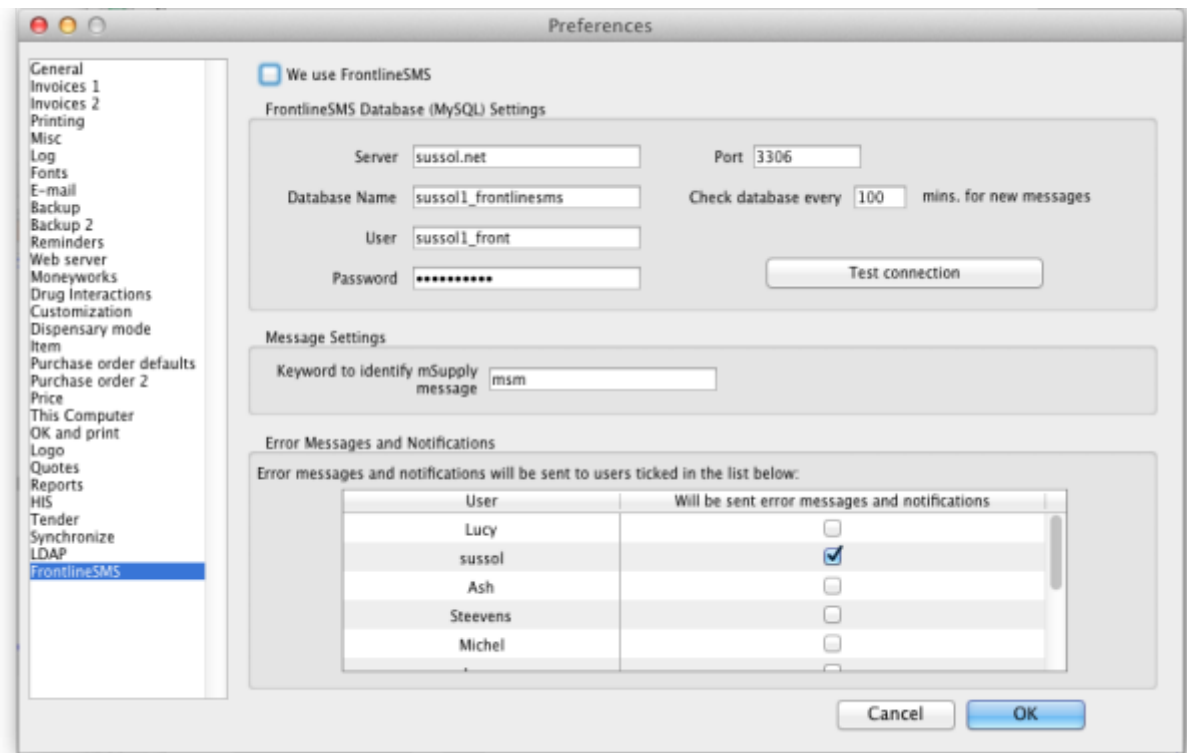 Preferences
General
Invoices 1
Invoices 2
Printing
Misc
Log
Fonts
E-mail
Backup
Backup 2
Reminders
Web server
Moneyworks
Drug Interactions
Customization
Dispensary mode
Item
Purchase order defaults
Purchase order 2
Price
This Computer
OK and print
Logo
Quotes
Reports
HIS
Tender
Synchronize
LDAP
FrontlineSMS
We use FrontlineSMS
FrontlineSMS Database (MySQL) Settings
Server sussol.net Port 3306
Database Name sussol1_frontlinesms Check database every 100 mins. for new messages
User sussol1_front
Password ••••••••••
Test connection
Message Settings
Keyword to identify mSupply
message msm
Error Messages and Notifications
Error messages and notifications will be sent to users ticked in the list below:
User Will be sent error messages and notifications
Lucy
sussol
Ash
Steevens
Michel
Cancel OK